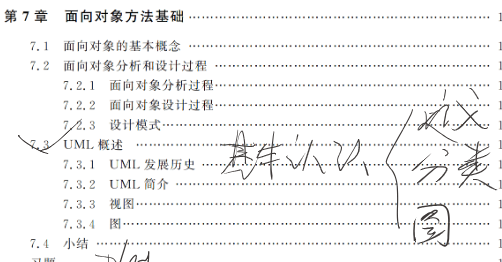 第 7 章 面向对象方法基础 ……………… 1
7.1 面向对象的基本概念 ……………… 1
7.2 面向对象分析和设计过程 ……………… 1
7.2.1 面向对象分析过程 ……………… 1
7.2.2 面向对象设计过程 ……………… 1
7.2.3 设计模式 ……………… 1
7.3 UML 概述 ……………… 1
7.3.1 UML 发展历史 ……………… 1
7.3.2 UML 简介 ……………… 1
7.3.3 视图 ……………… 1
7.3.4 图 ……………… 1
7.4 小结 ……………… 1
习题
基本认识
定义
分类
图